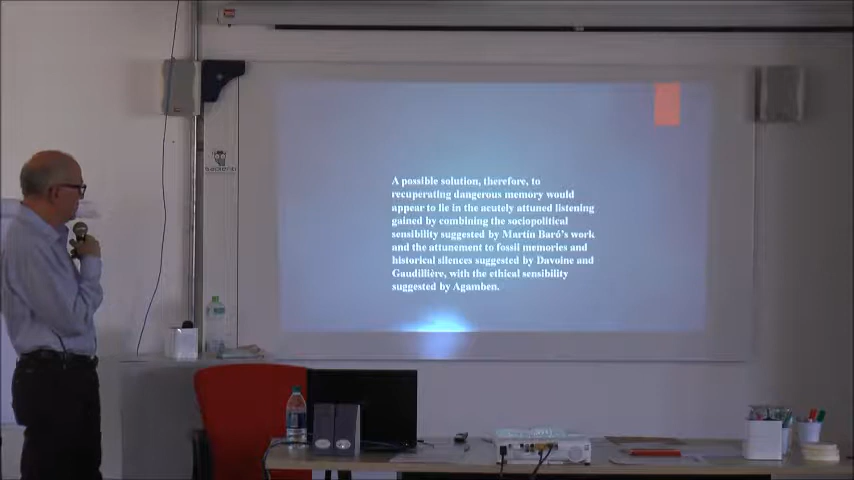 A possible solution, therefore, to
recuperating dangerous memory would
appear to lie in the acutely attuned listening
gained by combining the sociopolitical
sensibility suggested by Martín Baró's work
and the attunement to fossil memories and
historical silences suggested by Davoine and
Gaudillière, with the ethical sensibility
suggested by Agamben.